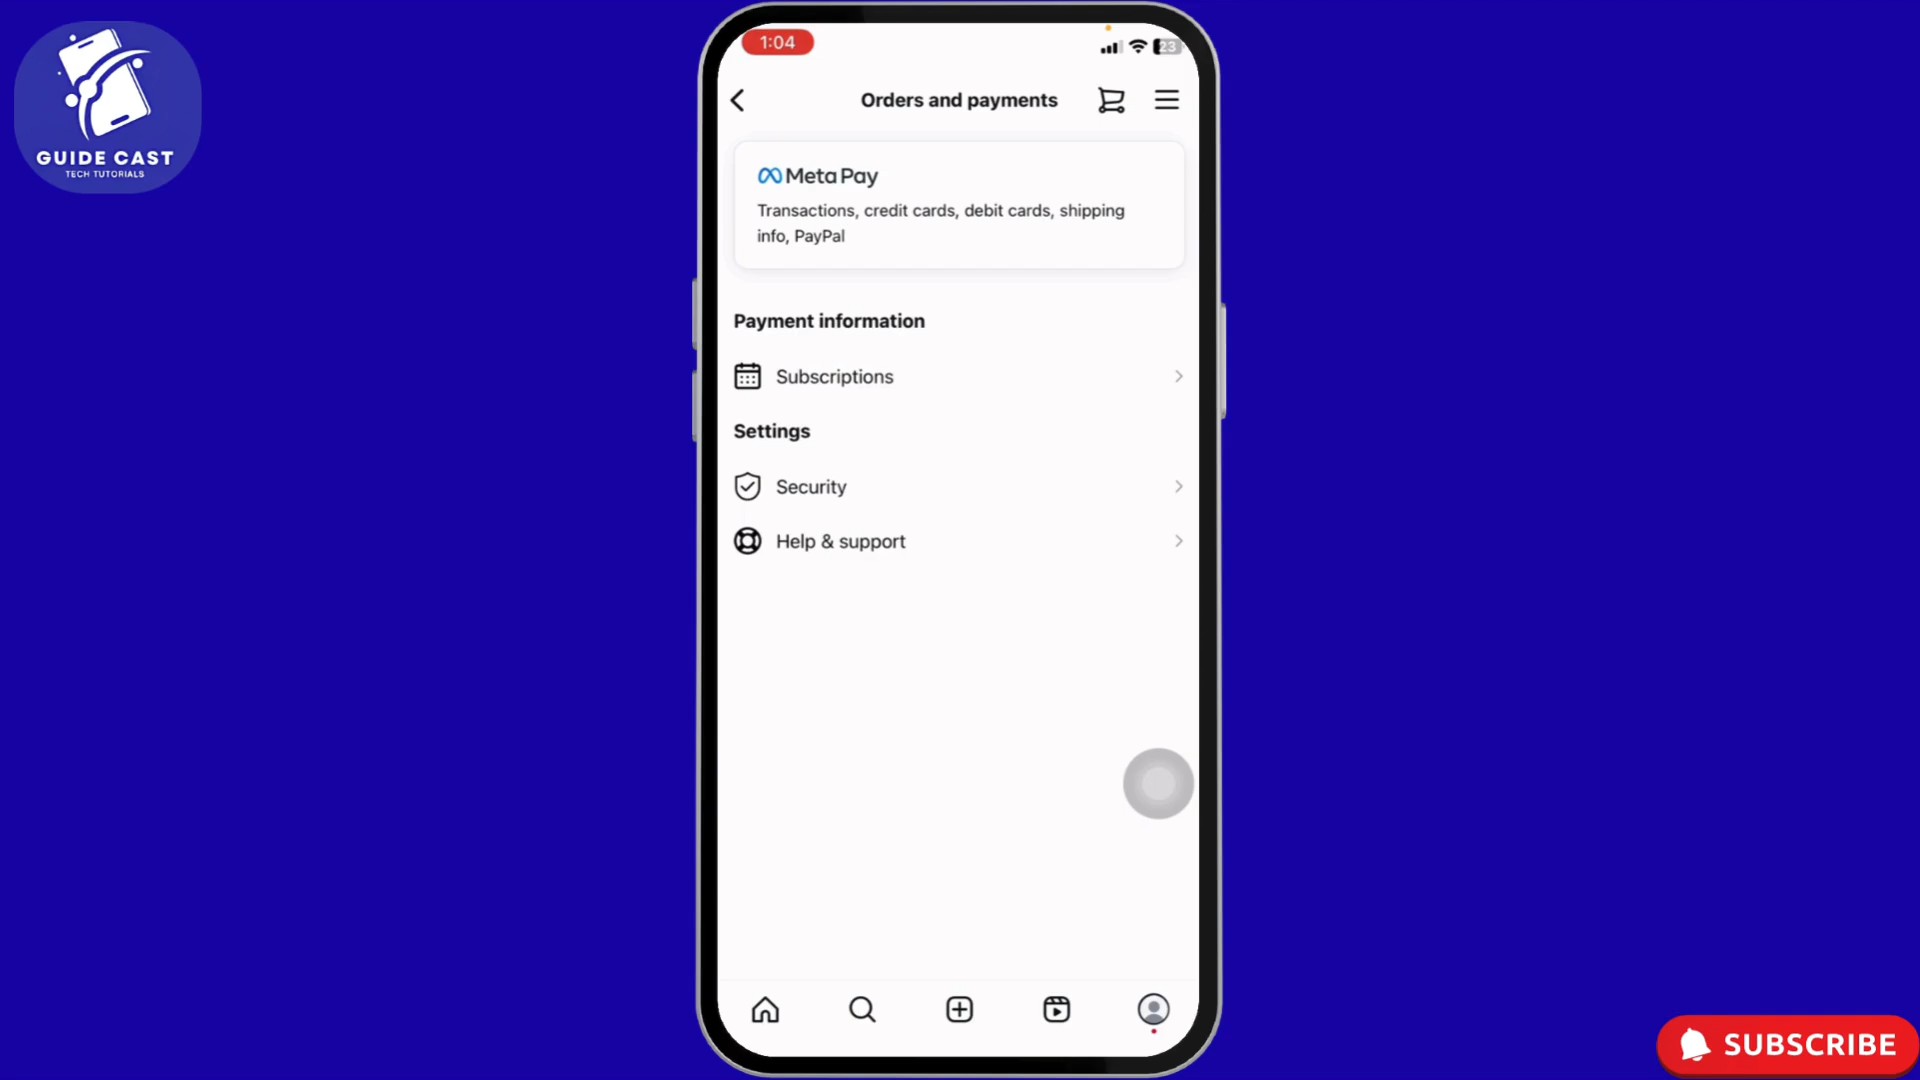 GUIDE CAST
TECH TUTORIALS
1:04
23
Orders and payments
Meta Pay
Transactions, credit cards, debit cards, shipping
info, PayPal
Payment information
Subscriptions
Settings
Security
Help & support
SUBSCRIBE